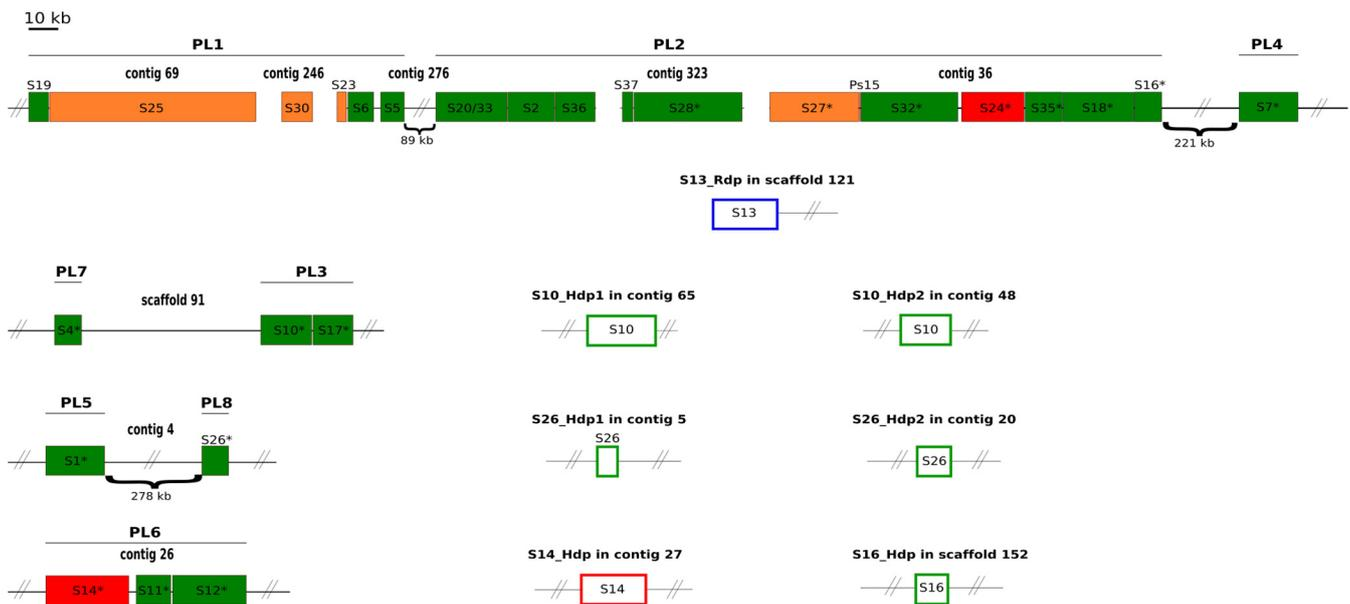 10 kb
PL1 PL2 PL4
contig 69 contig 246 contig 276 contig 323 contig 36
S19 S23 S37 Ps15 S16*
S25 S30 S6 S5 S20/33 S2 S36 S28* S27* S32* S24* S35* S18* S7*
89 kb 221 kb
S13_Rdp in scaffold 121
S13
PL7 PL3
scaffold 91 S10_Hdp1 in contig 65 S10_Hdp2 in contig 48
S4* S10* S17* S10 S10
PL5 PL8
contig 4 S26_Hdp1 in contig 5 S26_Hdp2 in contig 20
S26* S26
S1* S26
278 kb
PL6
contig 26 S14_Hdp in contig 27 S16_Hdp in scaffold 152
S14* S11* S12* S14 S16